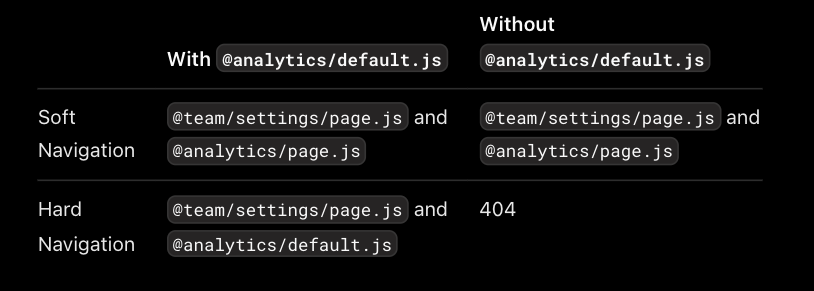 With @analytics/default.js
Without
@analytics/default.js
Soft
Navigation
@team/settings/page.js and
@analytics/page.js
@team/settings/page.js and
@analytics/page.js
Hard
Navigation
@team/settings/page.js and
@analytics/default.js
404